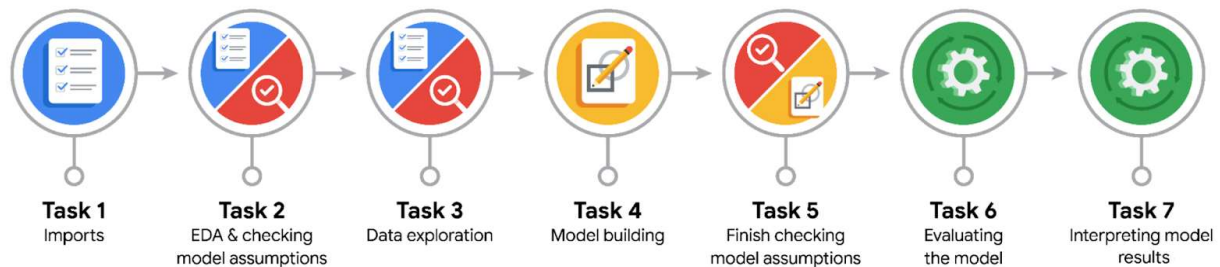 Task 1
Imports
Task 2
EDA & checking
model assumptions
Task 3
Data exploration
Task 4
Model building
Task 5
Finish checking
model assumptions
Task 6
Evaluating
the model
Task 7
Interpreting model
results